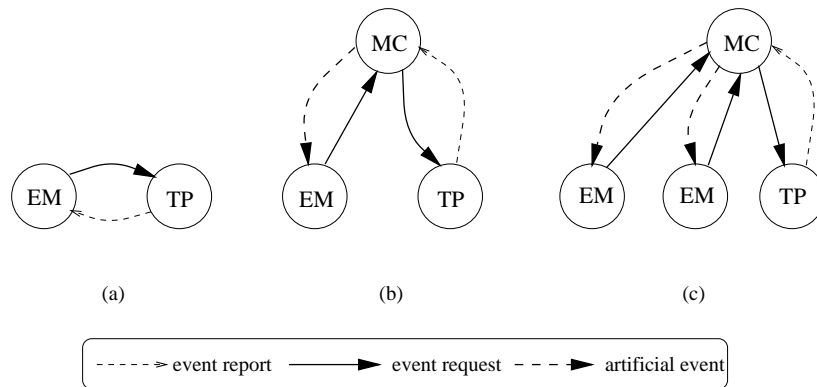 MC
MC
EM
TP
EM
TP
EM
EM
TP
(a)
(b)
(c)
event report
event request
artificial event